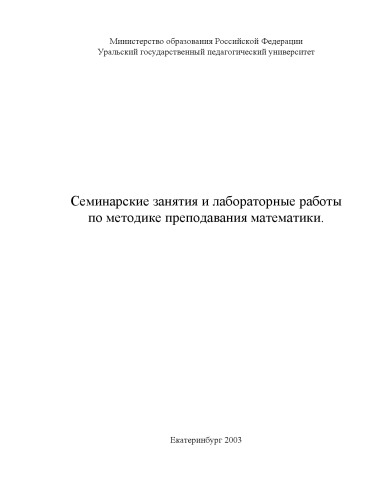 Министерство образования Российской Федерации
Уральский государственный педагогический университет
Семинарские занятия и лабораторные работы
по методике преподавания математики.
Екатеринбург 2003